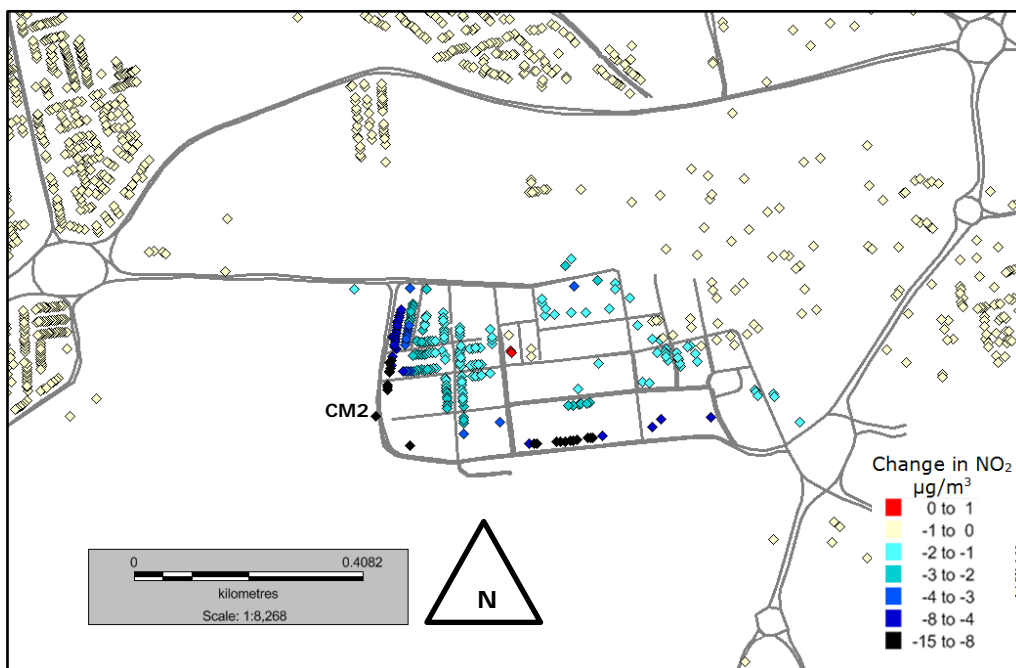 CM2
Change in NO₂
µg/m³
0 to 1
-1 to 0
-2 to -1
-3 to -2
-4 to -3
-8 to -4
-15 to -8
0 0.4082
kilometres
Scale: 1:8,268
N